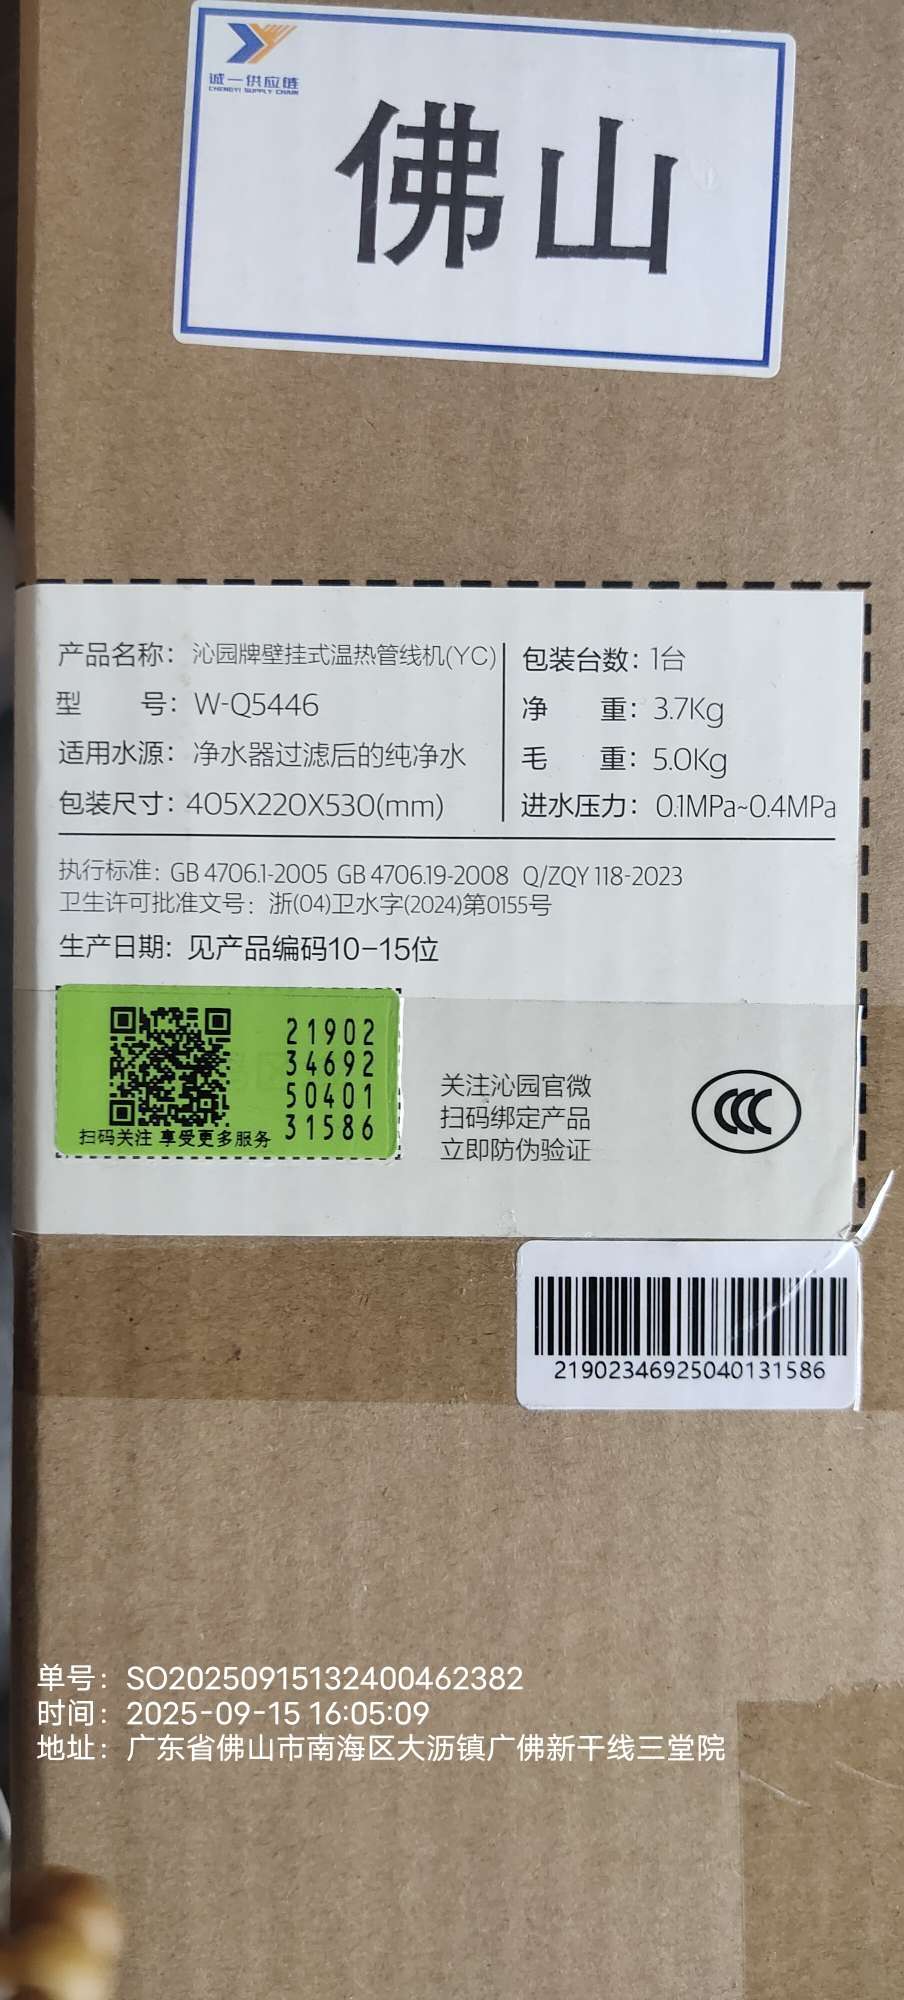 诚一供应链
CHENGYI SUPPLY CHAIN
佛山
产品名称：沁园牌壁挂式温热管线机(YC)
型 号：W-Q5446
适用水源：净水器过滤后的纯净水
包装尺寸：405X220X530(mm)
包装台数：1台
净 重：3.7Kg
毛 重：5.0Kg
进水压力：0.1MPa~0.4MPa
执行标准：GB 4706.1-2005 GB 4706.19-2008 Q/ZQY 118-2023
卫生许可批准文号：浙(04)卫水字(2024)第0155号
生产日期：见产品编码10-15位
21902
34692
50401
31586
扫码关注 享受更多服务
关注沁园官微
扫码绑定产品
立即防伪验证
CCC
21902346925040131586
单号：SO20250915132400462382
时间：2025-09-15 16:05:09
地址：广东省佛山市南海区大沥镇广佛新干线三堂院